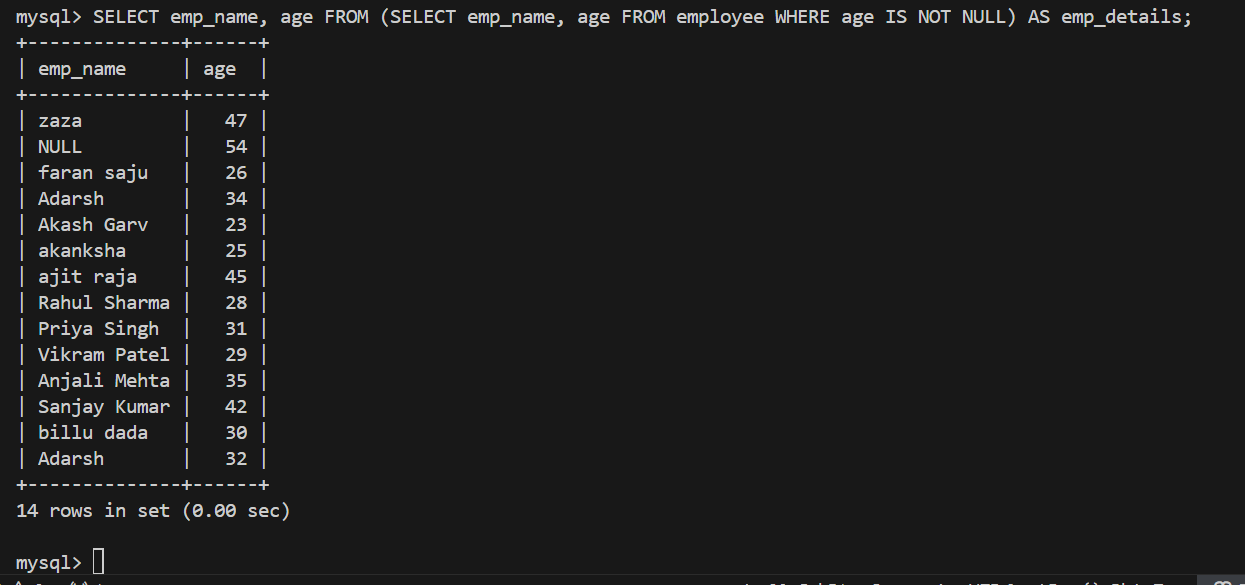 mysql> SELECT emp_name, age FROM (SELECT emp_name, age FROM employee WHERE age IS NOT NULL) AS emp_details;
+--------------+------+
| emp_name     | age  |
+--------------+------+
| zaza         |   47 |
| NULL         |   54 |
| faran saju   |   26 |
| Adarsh       |   34 |
| Akash Garv   |   23 |
| akanksha     |   25 |
| ajit raja    |   45 |
| Rahul Sharma |   28 |
| Priya Singh  |   31 |
| Vikram Patel |   29 |
| Anjali Mehta |   35 |
| Sanjay Kumar |   42 |
| billu dada   |   30 |
| Adarsh       |   32 |
+--------------+------+
14 rows in set (0.00 sec)
mysql>